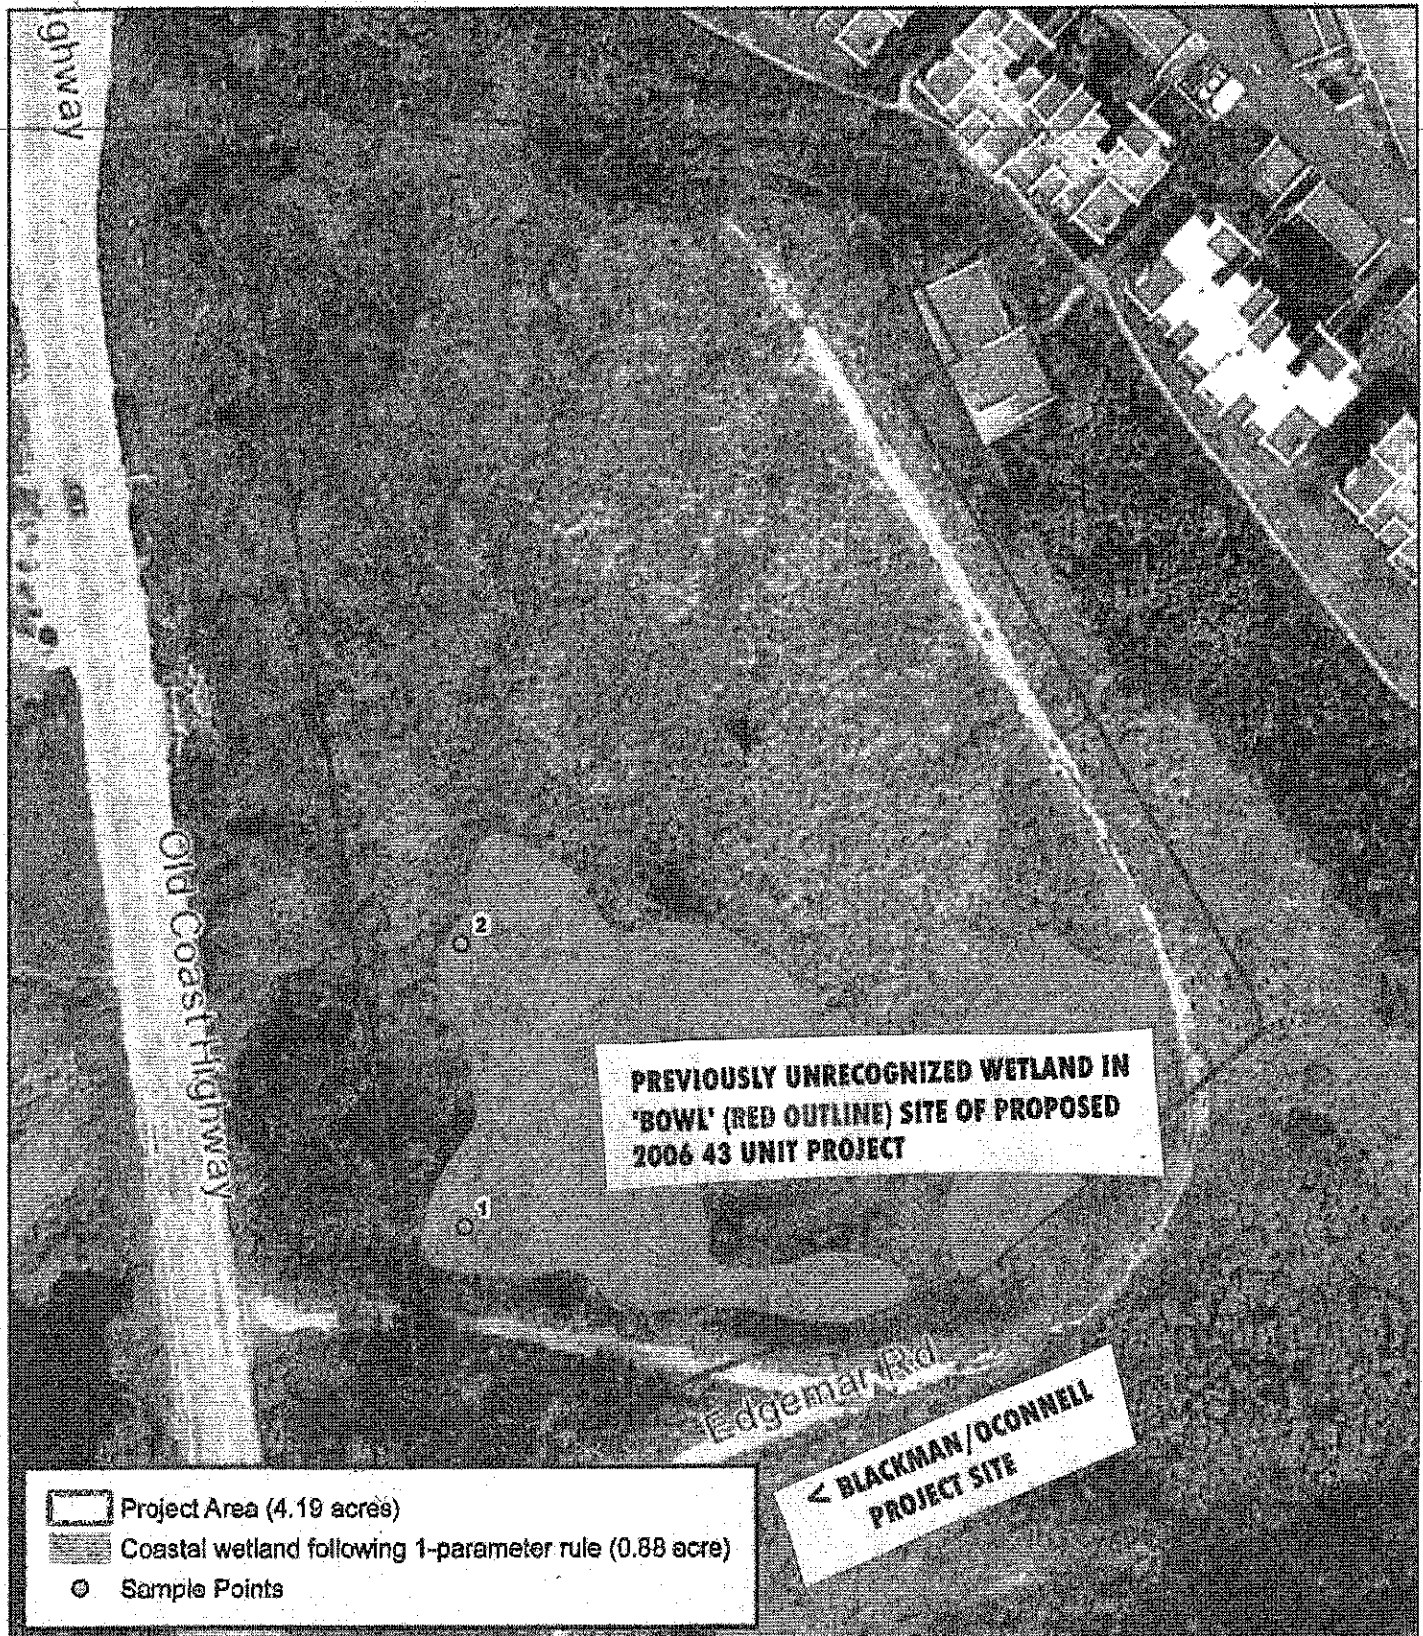 ghway
Old Coast Highway
2
1
PREVIOUSLY UNRECOGNIZED WETLAND IN
'BOWL' (RED OUTLINE) SITE OF PROPOSED
2006 43 UNIT PROJECT
Edgemar Rd
< BLACKMAN/OCONNELL
PROJECT SITE
Project Area (4.19 acres)
Coastal wetland following 1-parameter rule (0.88 acre)
Sample Points